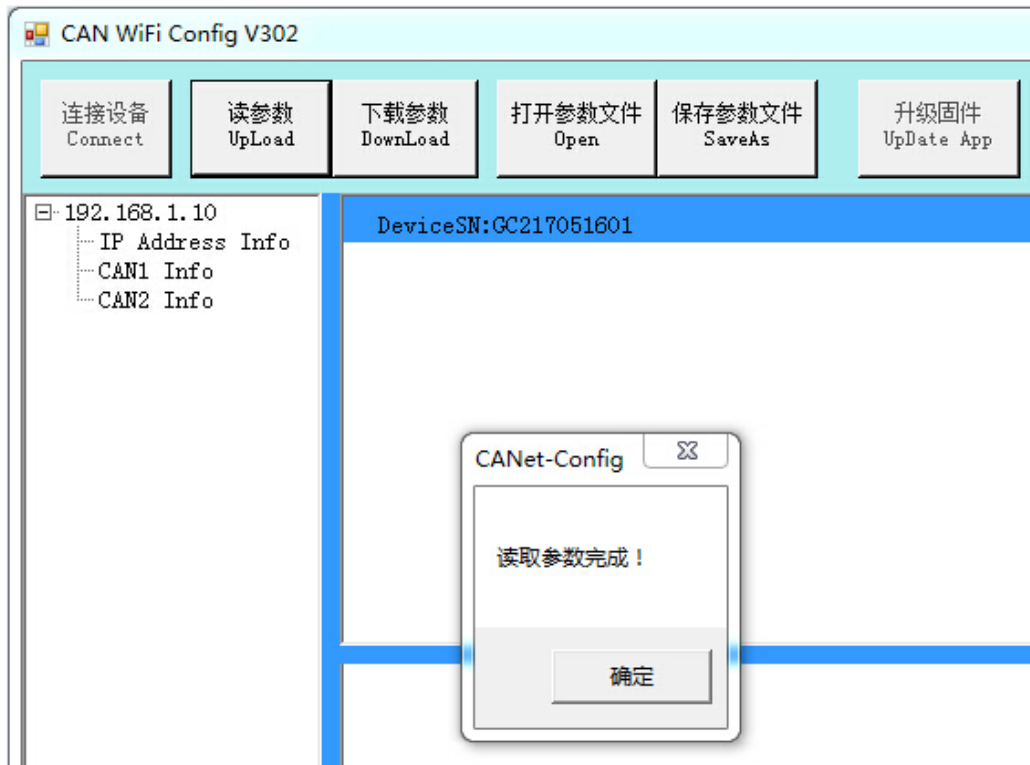 CAN WiFi Config V302
连接设备
Connect
读参数
UpLoad
下载参数
DownLoad
打开参数文件
Open
保存参数文件
SaveAs
升级固件
UpDate App
192.168.1.10
IP Address Info
CAN1 Info
CAN2 Info
DeviceSN:GC217051601
CANet-Config
读取参数完成！
确定